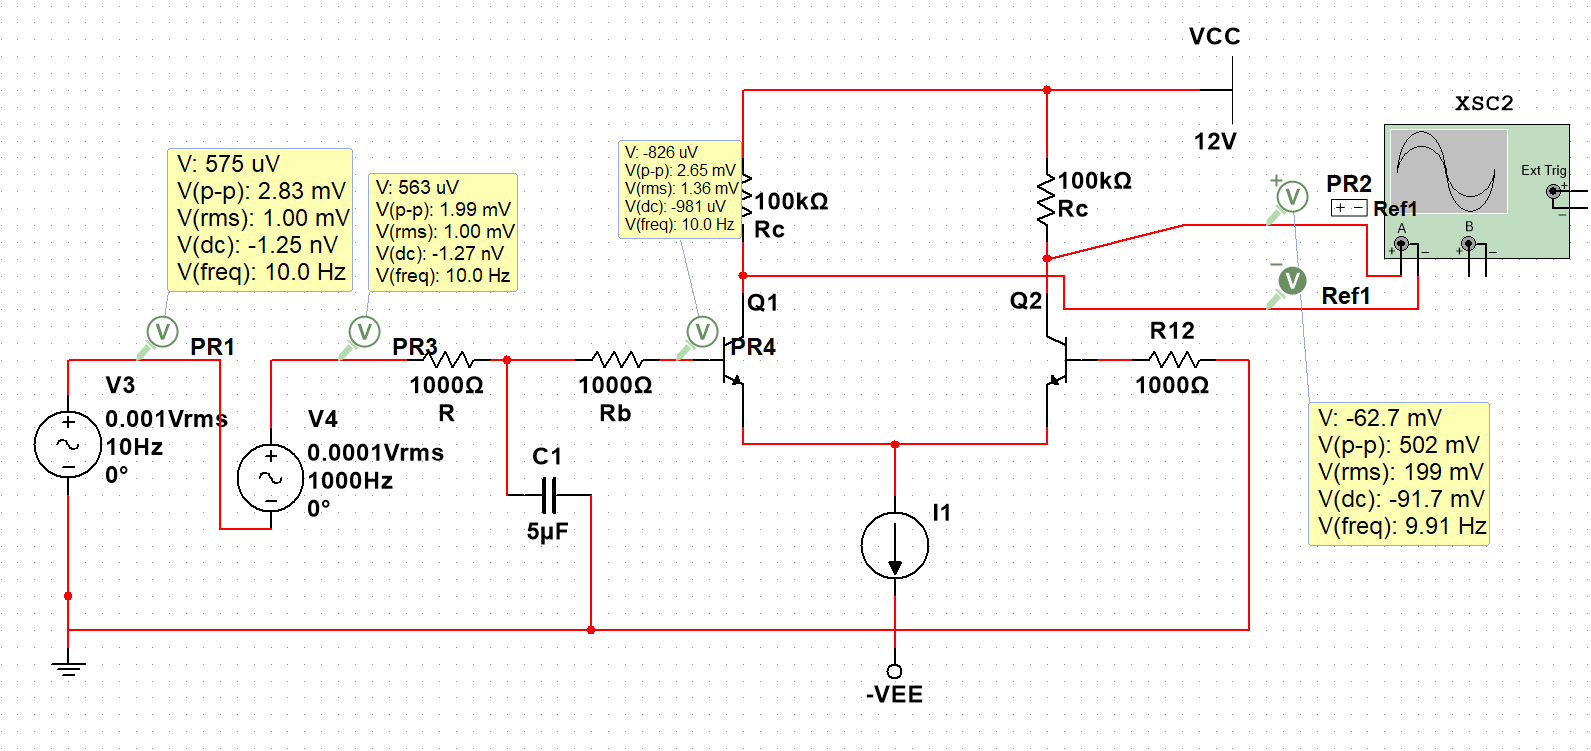 VCC
12V
XSC2
Ext Trig
+
−
A
B
+
−
+
−
V: 575 uV
V(p-p): 2.83 mV
V(rms): 1.00 mV
V(dc): -1.25 nV
V(freq): 10.0 Hz
V: 563 uV
V(p-p): 1.99 mV
V(rms): 1.00 mV
V(dc): -1.27 nV
V(freq): 10.0 Hz
V: -826 uV
V(p-p): 2.65 mV
V(rms): 1.36 mV
V(dc): -981 uV
V(freq): 10.0 Hz
100kΩ
Rc
100kΩ
Rc
+
V
PR2
+ −
Ref1
−
V
Ref1
Q1
Q2
V
PR1
V
PR3
V
PR4
R12
1000Ω
1000Ω
R
1000Ω
Rb
V3
+
−
0.001Vrms
10Hz
0°
V4
+
−
0.0001Vrms
1000Hz
0°
C1
5µF
I1
V: -62.7 mV
V(p-p): 502 mV
V(rms): 199 mV
V(dc): -91.7 mV
V(freq): 9.91 Hz
-VEE